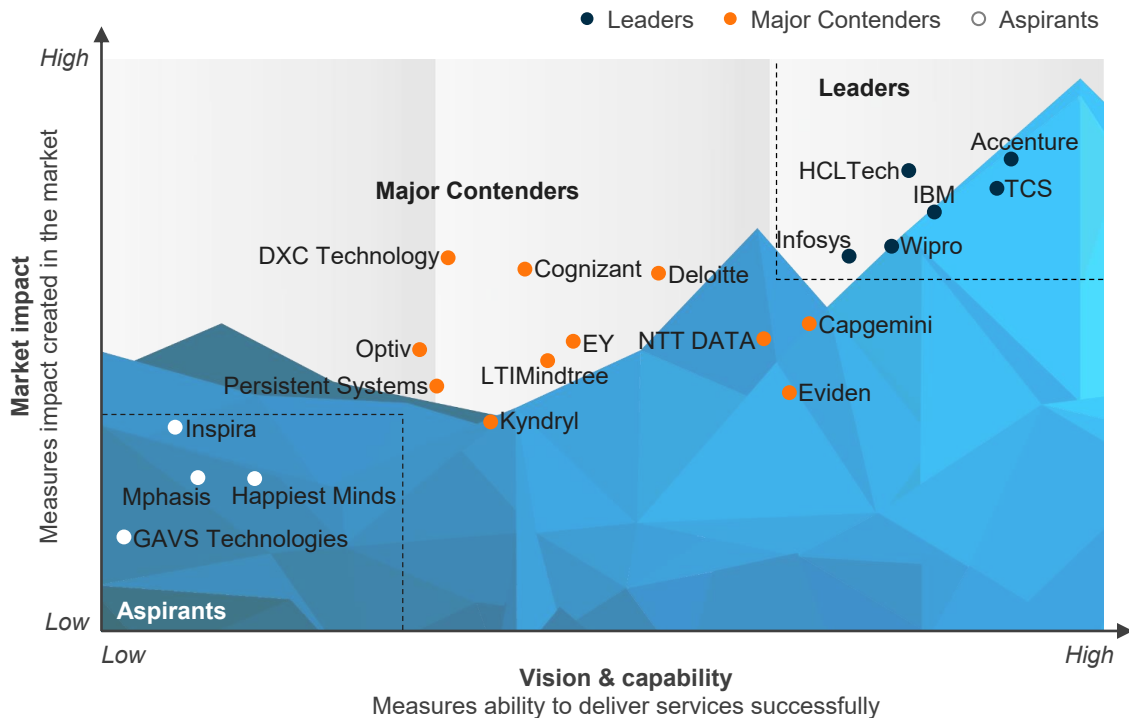 Leaders
Major Contenders
Aspirants
High
Leaders
Accenture
HCLTech
TCS
IBM
Major Contenders
Infosys
Wipro
DXC Technology
Cognizant
Deloitte
Capgemini
NTT DATA
EY
Optiv
LTIMindtree
Persistent Systems
Eviden
Kyndryl
Inspira
Mphasis
Happiest Minds
GAVS Technologies
Aspirants
Market impact
Measures impact created in the market
Low
Low
High
Vision & capability
Measures ability to deliver services successfully